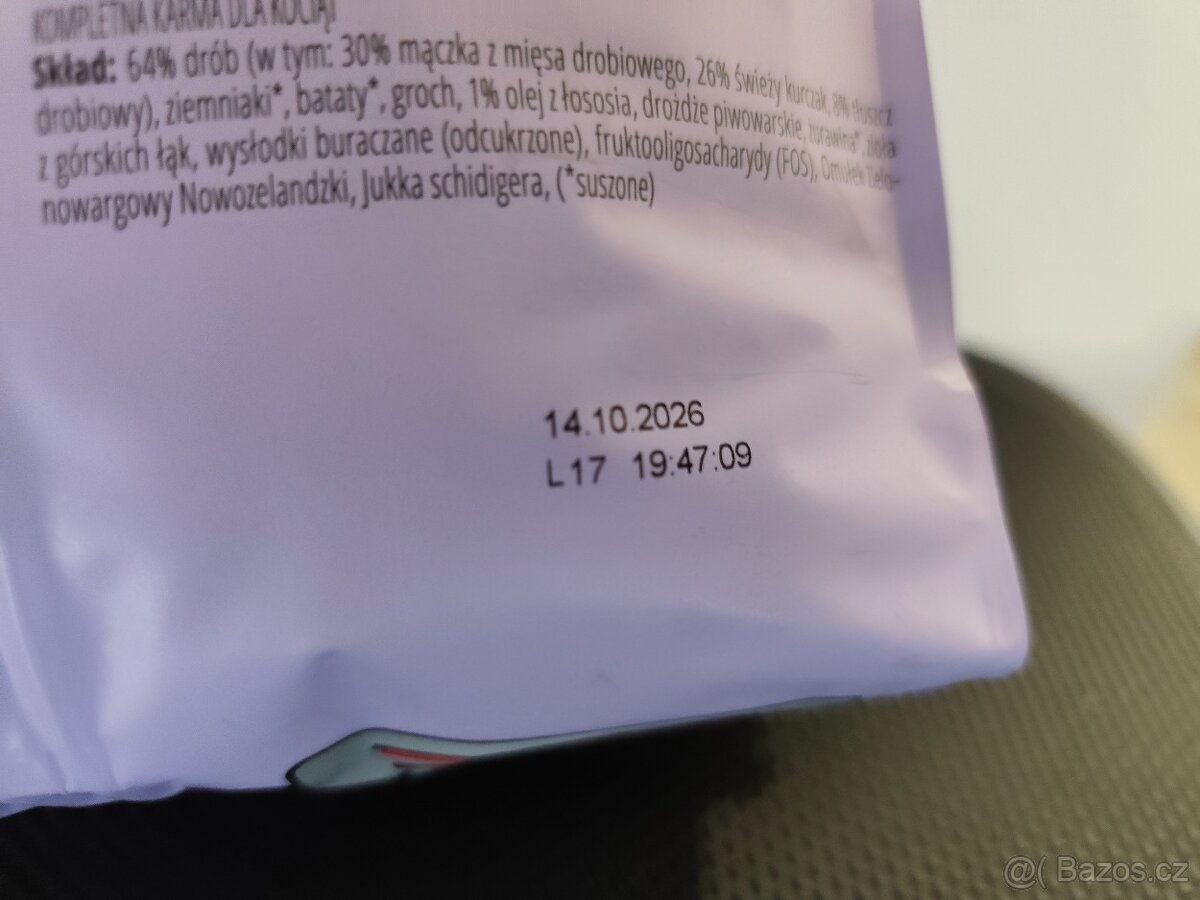 KOMPLETNA KARMA DLA KOCIĄT
Skład: 64% drób (w tym: 30% mączka z mięsa drobiowego, 26% świeży kurczak, 8% tłuszcz
drobiowy), ziemniaki*, bataty*, groch, 1% olej z łososia, drożdże piwowarskie, żurawina*, zioła
z górskich łąk, wysłodki buraczane (odcukrzone), fruktooligosacharydy (FOS), Omułek Zielo-
nowargowy Nowozelandzki, Jukka schidigera, (*suszone)
14.10.2026
L17 19:47:09
@( Bazos.cz